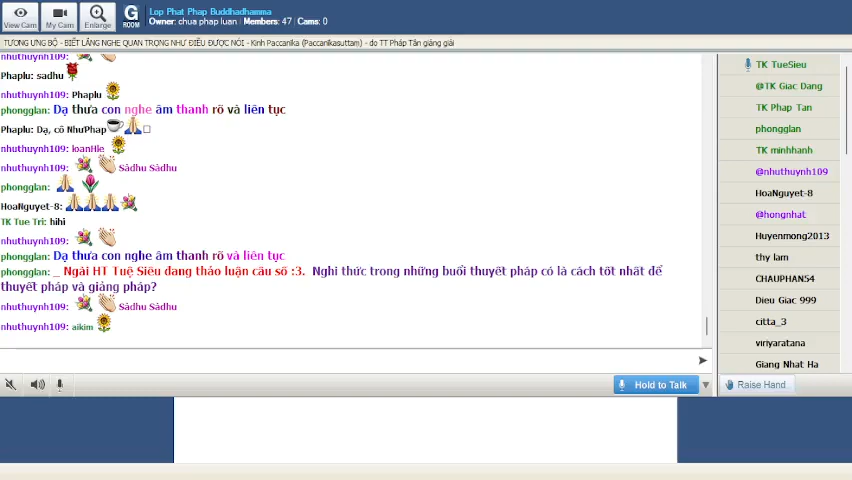 Lop Phat Phap Buddhadhamma
Owner: chua phap luan | Members: 47 | Cams: 0
View Cam
My Cam
Enlarge
G
ROOM
TƯƠNG ƯNG BỘ - BIẾT LẮNG NGHE QUAN TRỌNG NHƯ ĐIỀU ĐƯỢC NÓI - Kinh Paccanika (Paccanikasuttam) - do TT Pháp Tân giảng giải
nhuthuynh109:
Phaplu: sadhu
nhuthuynh109: Phaplu
phongglan: Dạ thưa con nghe âm thanh rõ và liên tục
Phaplu: Dạ, cô NhưPhap
nhuthuynh109: loanHie
nhuthuynh109: Sādhu Sādhu
phongglan:
HoaNguyet-8:
TK Tue Tri: hihi
nhuthuynh109:
phongglan: Dạ thưa con nghe âm thanh rõ và liên tục
phongglan: _ Ngài HT Tuệ Siêu đang thảo luận câu số :3. Nghi thức trong những buổi thuyết pháp có là cách tốt nhất để
thuyết pháp và giảng pháp?
nhuthuynh109: Sādhu Sādhu
nhuthuynh109: aikim
Hold to Talk
TK TueSieu
@TK Giac Dang
TK Phap Tan
phongglan
TK minhhanh
@nhuthuynh109
HoaNguyet-8
@hongnhat
Huyenmong2013
thy lam
CHAUPHAN54
Dieu Giac 999
citta_3
viriyaratana
Giang Nhat Ha
Raise Hand